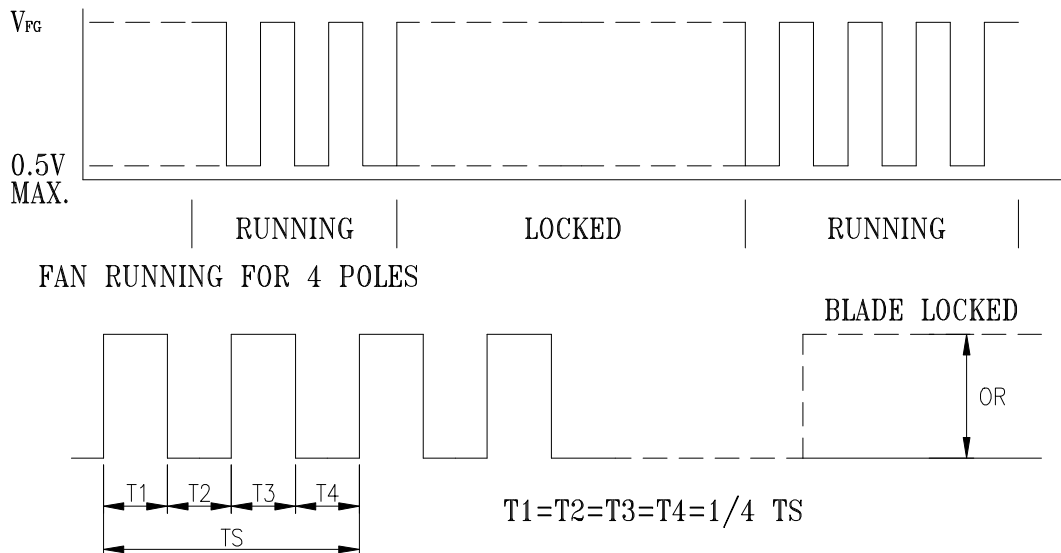 VFG
0.5V
MAX.
RUNNING LOCKED RUNNING
FAN RUNNING FOR 4 POLES
BLADE LOCKED
OR
T1 T2 T3 T4
T1=T2=T3=T4=1/4 TS
TS